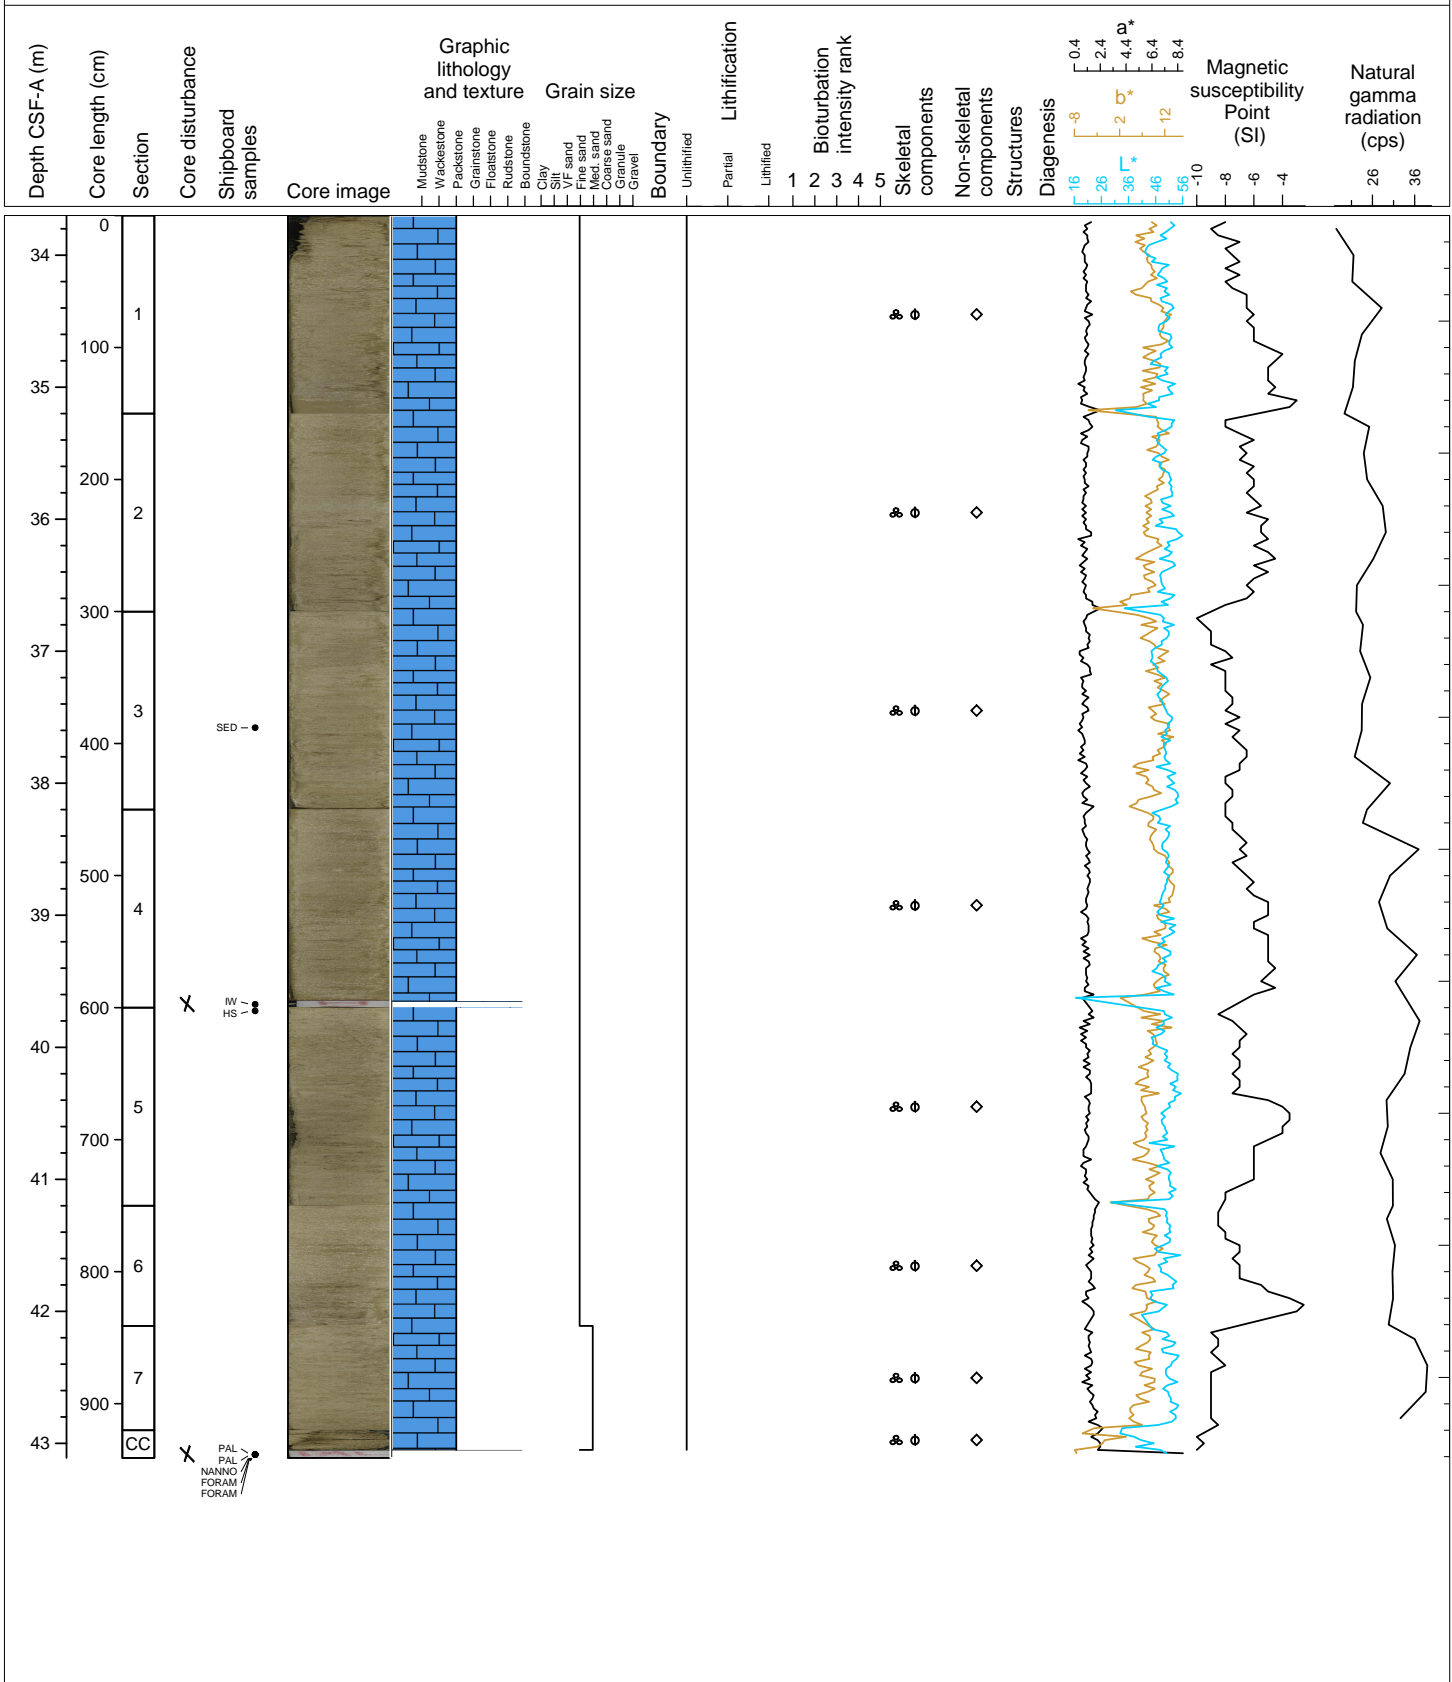 Depth CSF-A (m)
Core length (cm)
Section
Core disturbance
Shipboard
samples
Core image
Graphic
lithology
and texture
Mudstone
Wackestone
Packstone
Grainstone
Floatstone
Rudstone
Boundstone
Grain size
Clay
Silt
VF sand
Fine sand
Med. sand
Coarse sand
Granule
Gravel
Boundary
Lithification
Unlithified
Partial
Lithified
Bioturbation
intensity rank
1 2 3 4 5
Skeletal
components
Non-skeletal
components
Structures
Diagenesis
a*
0.4 2.4 4.4 6.4 8.4
b*
-8 2 12
L*
16 26 36 46 56
Magnetic
susceptibility
Point
(SI)
-10 -8 -6 -4
Natural
gamma
radiation
(cps)
26 36
0
34
1
100
35
200
2
36
300
37
3
SED
400
38
500
4
39
IW
600
HS
40
5
700
41
6
800
42
7
900
43
CC
PAL
PAL
NANNO
FORAM
FORAM